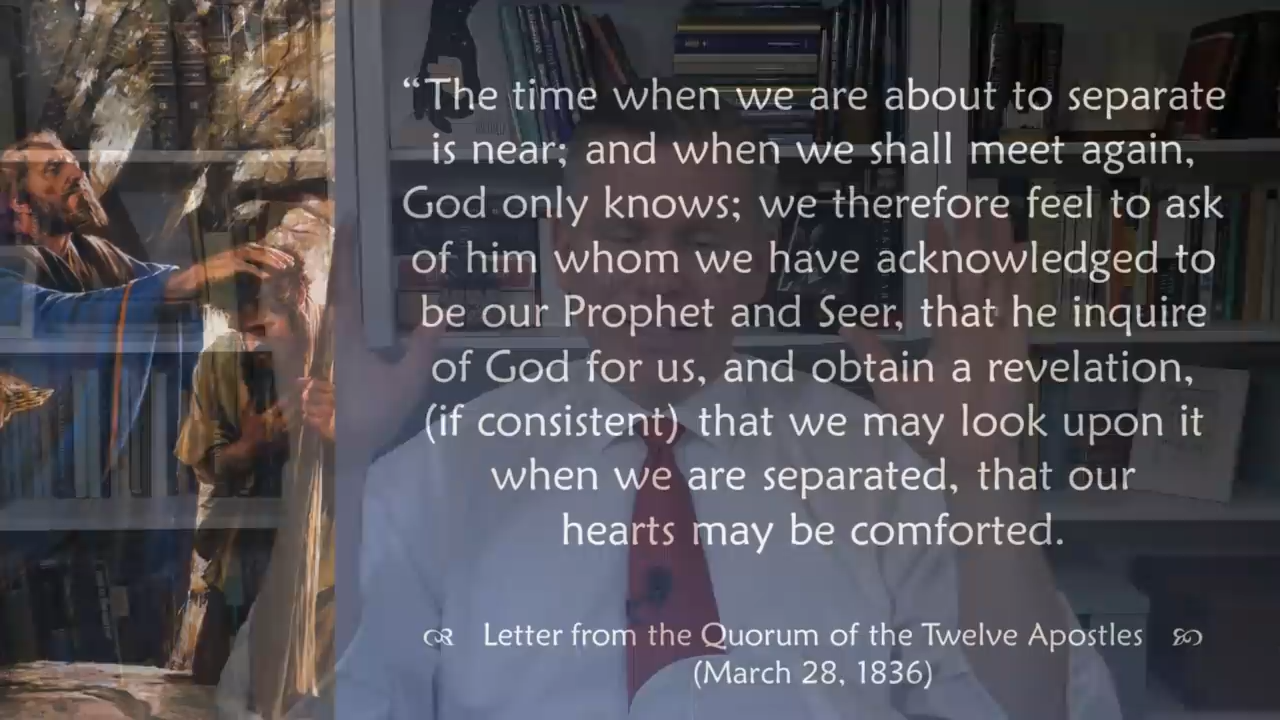 “The time when we are about to separate
is near; and when we shall meet again,
God only knows; we therefore feel to ask
of him whom we have acknowledged to
be our Prophet and Seer, that he inquire
of God for us, and obtain a revelation,
(if consistent) that we may look upon it
when we are separated, that our
hearts may be comforted.
Letter from the Quorum of the Twelve Apostles
(March 28, 1836)